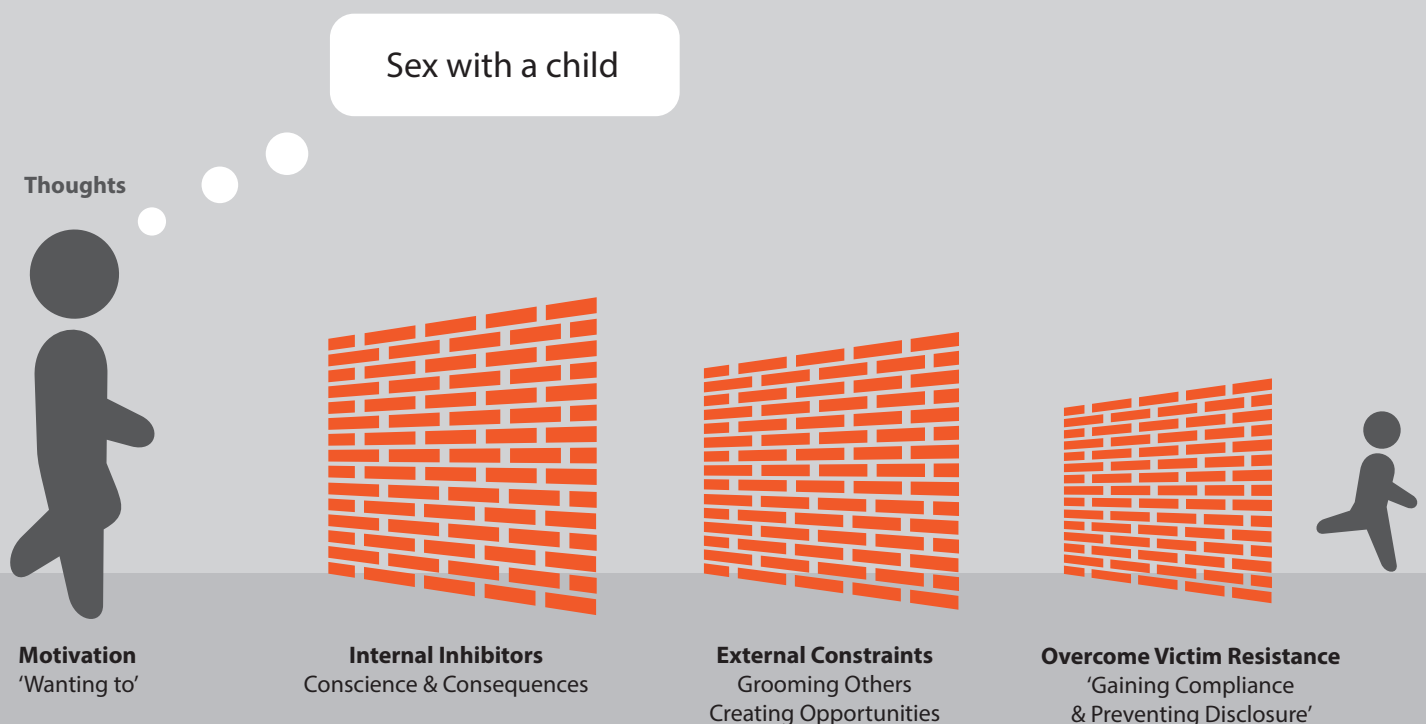 Sex with a child
Thoughts
Motivation
'Wanting to'
Internal Inhibitors
Conscience & Consequences
External Constraints
Grooming Others
Creating Opportunities
Overcome Victim Resistance
'Gaining Compliance
& Preventing Disclosure'